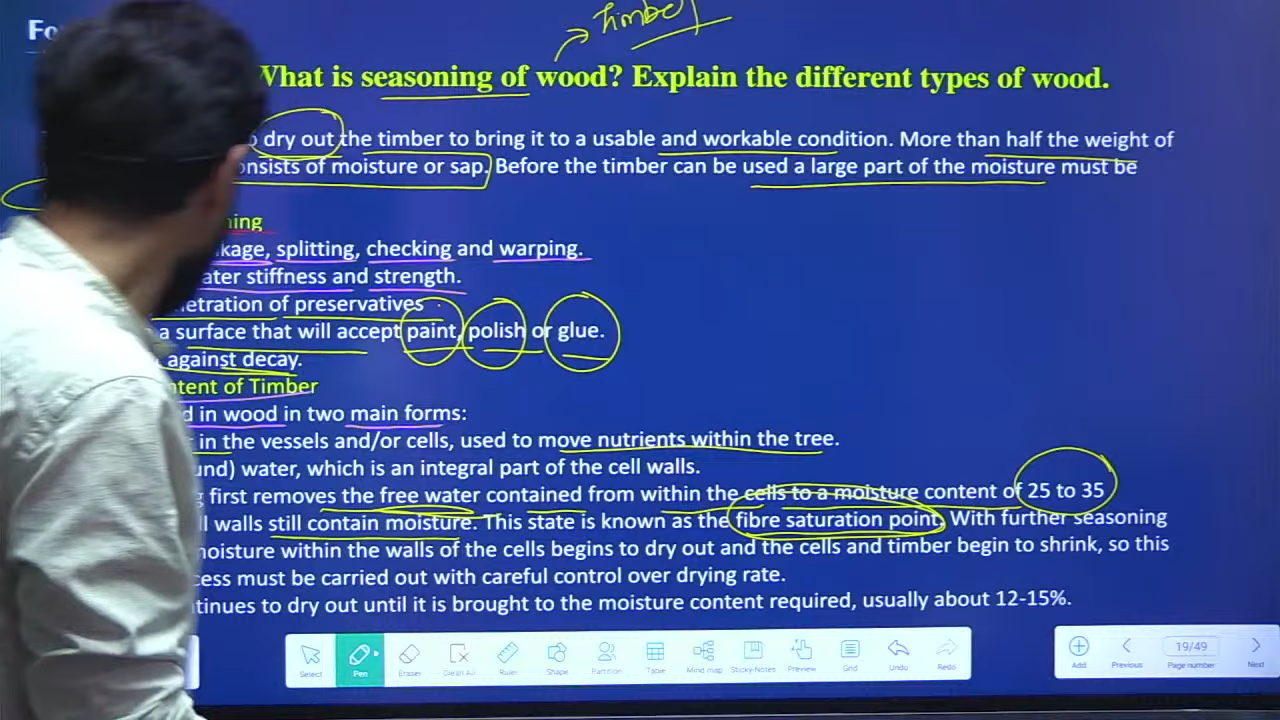 Timber
What is seasoning of wood? Explain the different types of wood.
dry out the timber to bring it to a usable and workable condition. More than half the weight of
consists of moisture or sap. Before the timber can be used a large part of the moisture must be
splitting, checking and warping.
stiffness and strength.
of preservatives
a surface that will accept paint, polish or glue.
against decay.
of Timber
in wood in two main forms:
in the vessels and/or cells, used to move nutrients within the tree.
water, which is an integral part of the cell walls.
first removes the free water contained from within the cells to a moisture content of 25 to 35
walls still contain moisture. This state is known as the fibre saturation point. With further seasoning
moisture within the walls of the cells begins to dry out and the cells and timber begin to shrink, so this
must be carried out with careful control over drying rate.
to dry out until it is brought to the moisture content required, usually about 12-15%.
Select Pen Eraser Clean All Ruler Shape Partition Table Mind map Sticky-Notes Preview Grid Undo Redo Add Previous 19/49 Page number Next